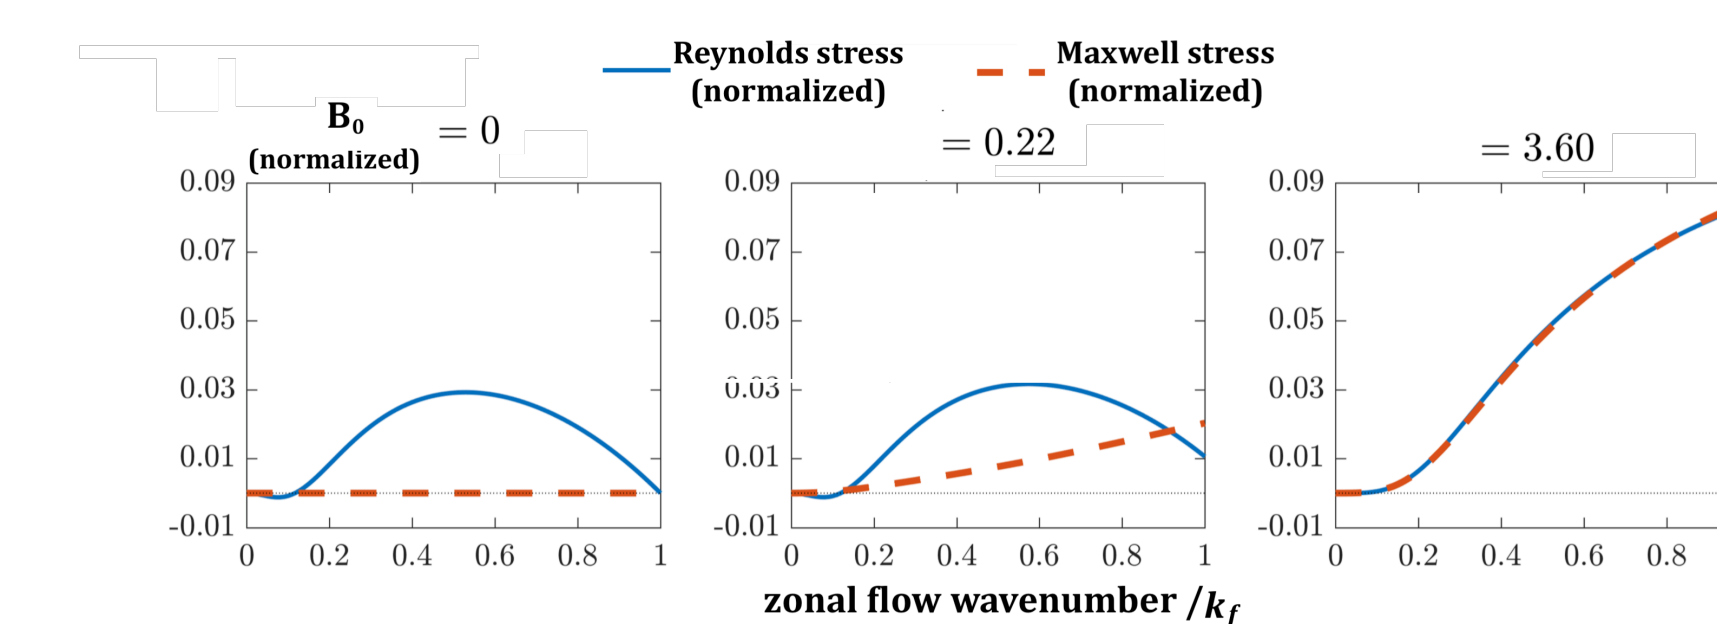 Reynolds stress
(normalized)
Maxwell stress
(normalized)
B₀
(normalized)
= 0
= 0.22
= 3.60
0.09
0.07
0.05
0.03
0.01
-0.01
0 0.2 0.4 0.6 0.8 1
0.09
0.07
0.05
0.03
0.01
-0.01
0 0.2 0.4 0.6 0.8 1
0.09
0.07
0.05
0.03
0.01
-0.01
0 0.2 0.4 0.6 0.8
zonal flow wavenumber /k_f